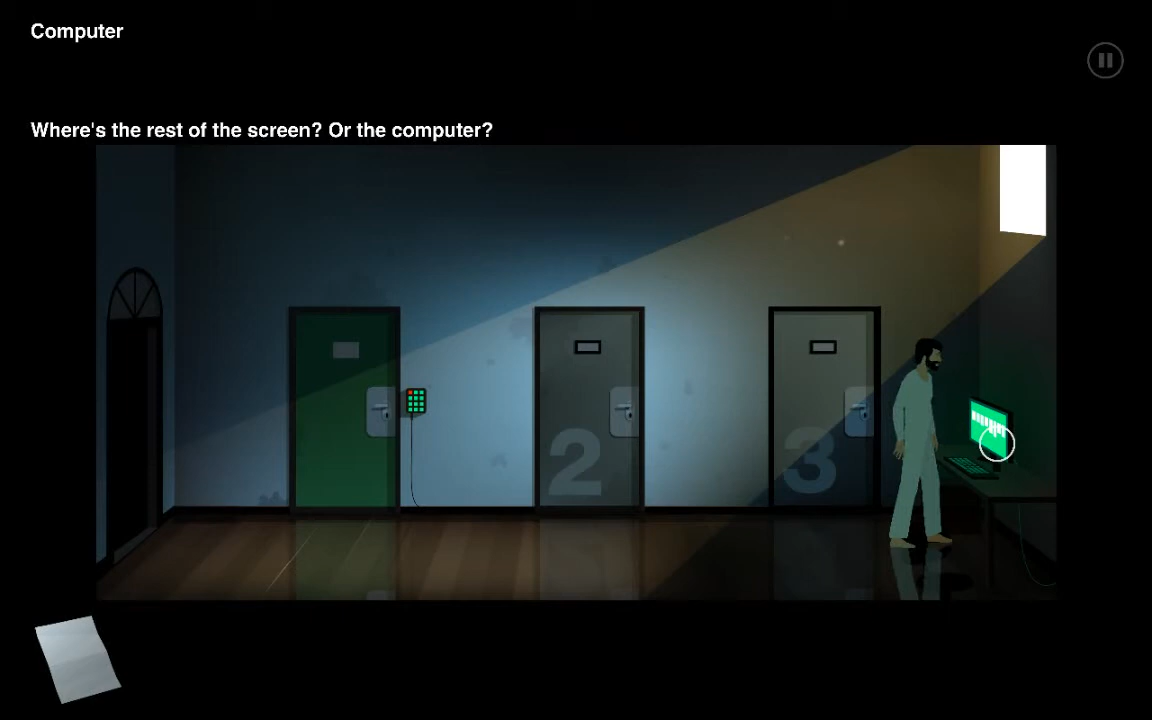 Computer
Where's the rest of the screen? Or the computer?
2
3